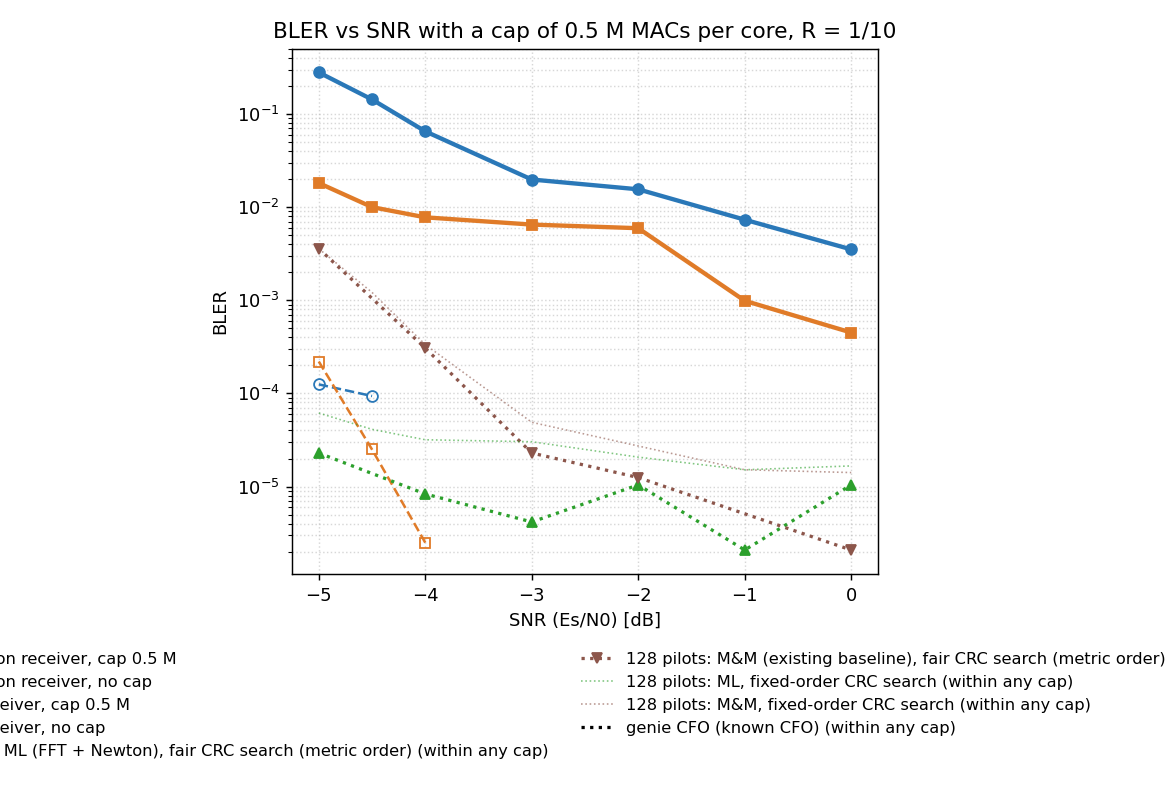 BLER vs SNR with a cap of 0.5 M MACs per core, R = 1/10
10⁻¹
10⁻²
10⁻³
10⁻⁴
10⁻⁵
BLER
−5
−4
−3
−2
−1
0
SNR (Es/N0) [dB]
on receiver, cap 0.5 M
on receiver, no cap
ceiver, cap 0.5 M
eiver, no cap
ML (FFT + Newton), fair CRC search (metric order) (within any cap)
128 pilots: M&M (existing baseline), fair CRC search (metric order)
128 pilots: ML, fixed-order CRC search (within any cap)
128 pilots: M&M, fixed-order CRC search (within any cap)
genie CFO (known CFO) (within any cap)